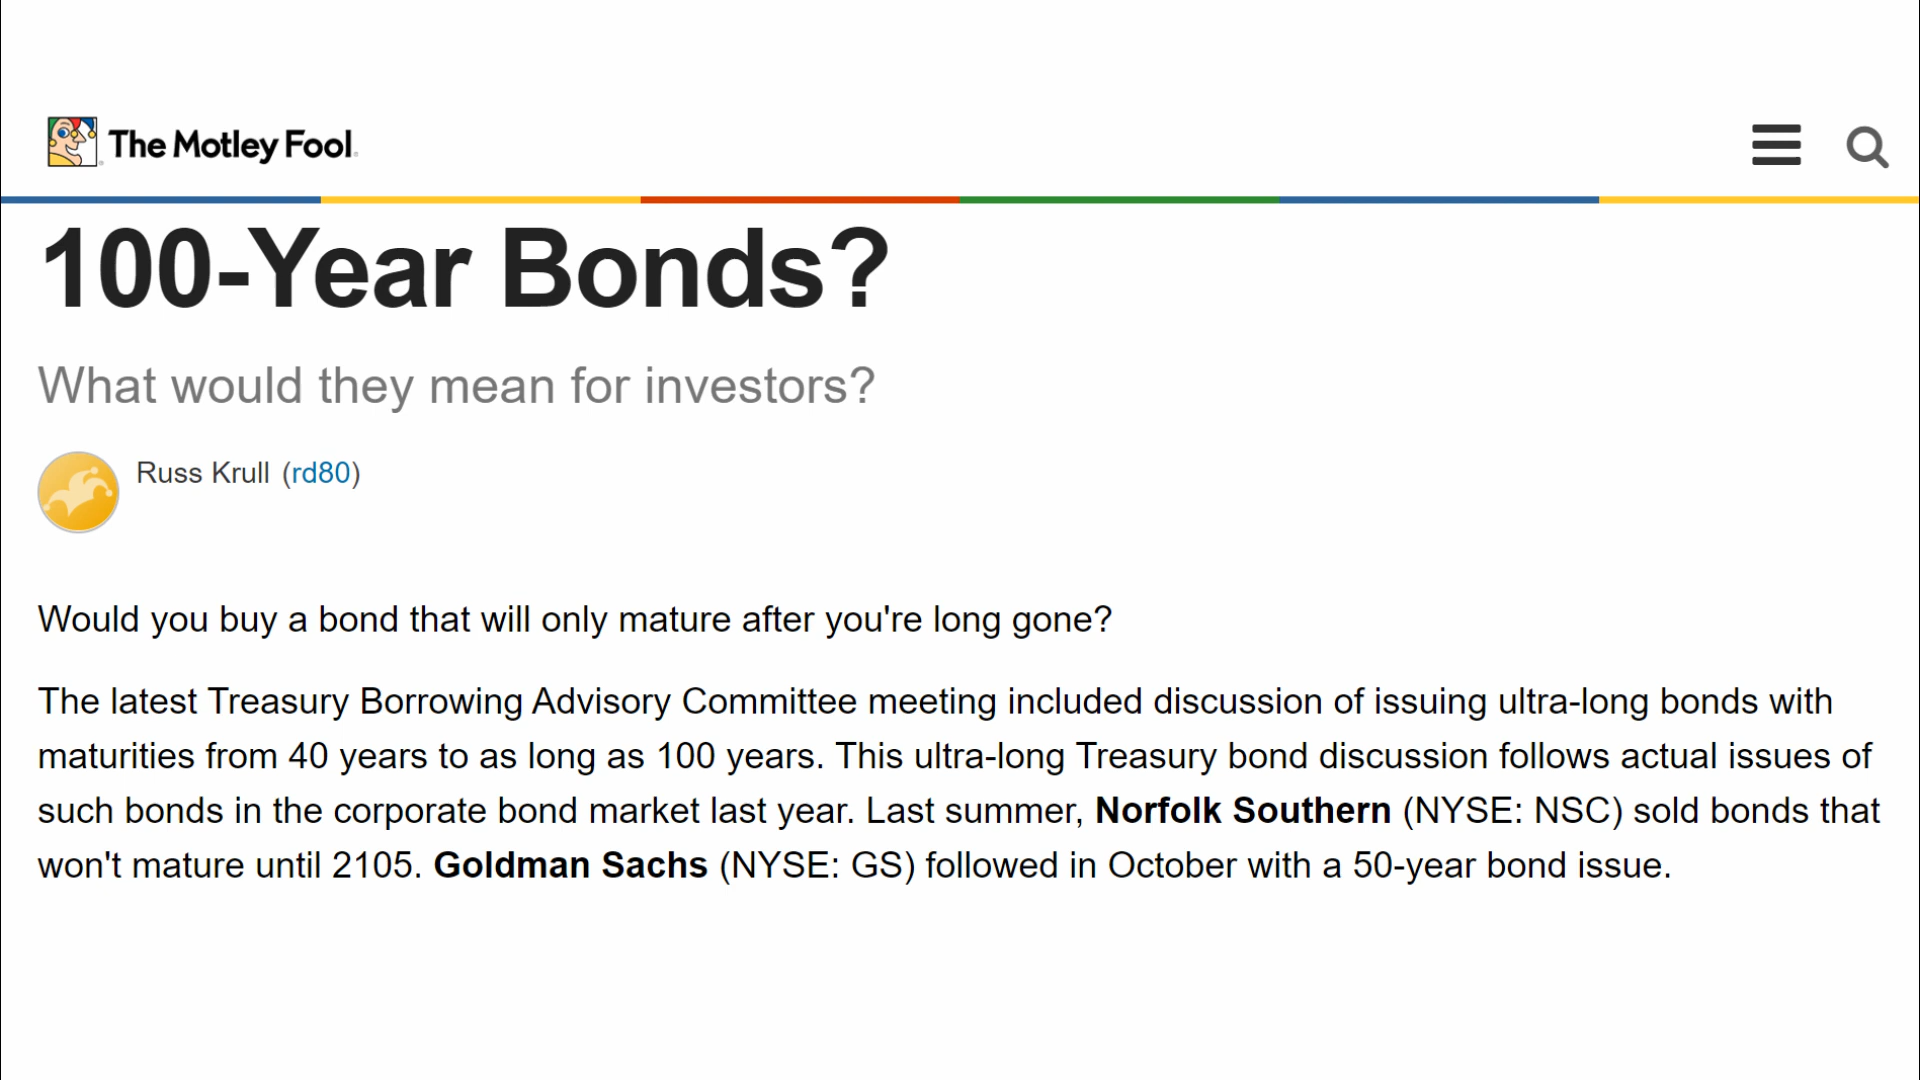 The Motley Fool
100-Year Bonds?
What would they mean for investors?
Russ Krull (rd80)
Would you buy a bond that will only mature after you're long gone?
The latest Treasury Borrowing Advisory Committee meeting included discussion of issuing ultra-long bonds with
maturities from 40 years to as long as 100 years. This ultra-long Treasury bond discussion follows actual issues of
such bonds in the corporate bond market last year. Last summer, Norfolk Southern (NYSE: NSC) sold bonds that
won't mature until 2105. Goldman Sachs (NYSE: GS) followed in October with a 50-year bond issue.